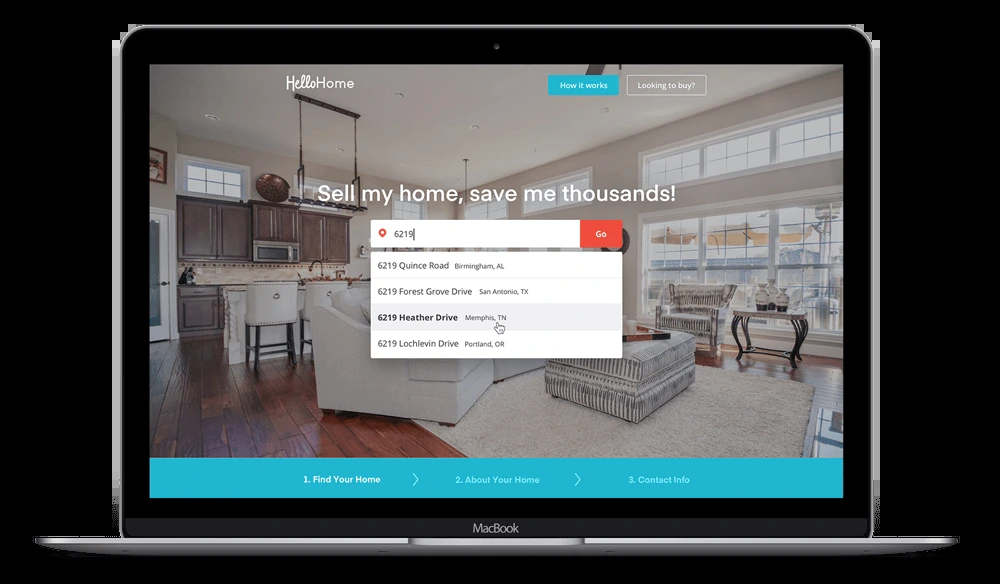 HelloHome
How it works
Looking to buy?
Sell my home, save me thousands!
6219
Go
6219 Quince Road Birmingham, AL
6219 Forest Grove Drive San Antonio, TX
6219 Heather Drive Memphis, TN
6219 Lochlevin Drive Portland, OR
1. Find Your Home
2. About Your Home
3. Contact Info
MacBook